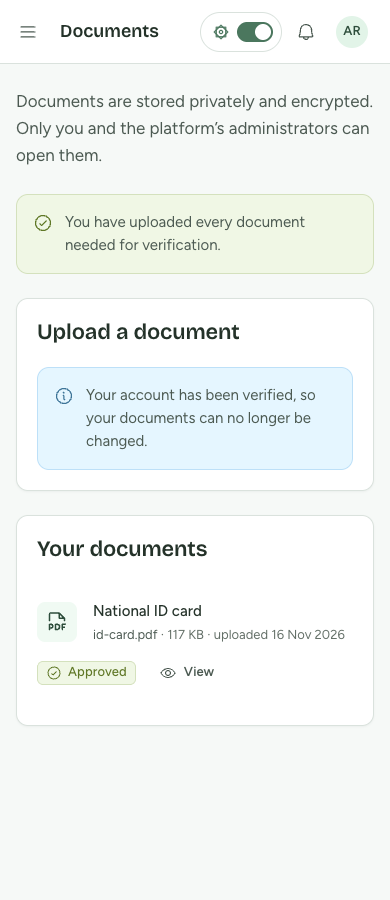 Documents
AR
Documents are stored privately and encrypted.
Only you and the platform’s administrators can
open them.
You have uploaded every document
needed for verification.
Upload a document
Your account has been verified, so
your documents can no longer be
changed.
Your documents
PDF
National ID card
id-card.pdf · 117 KB · uploaded 16 Nov 2026
Approved
View